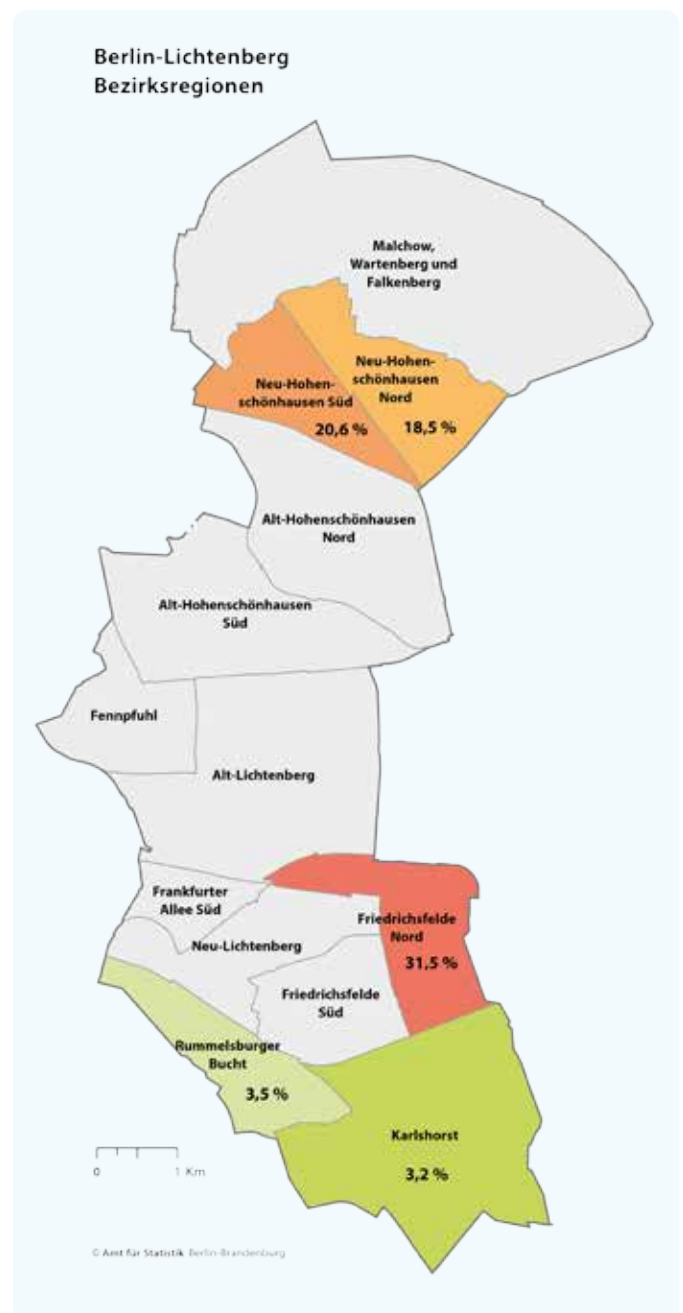 Berlin-Lichtenberg
Bezirksregionen
Malchow,
Wartenberg und
Falkenberg
Neu-Hohen-
schönhausen
Nord
18,5 %
Neu-Hohen-
schönhausen Süd
20,6 %
Alt-Hohenschönhausen
Nord
Alt-Hohenschönhausen
Süd
Fennpfuhl
Alt-Lichtenberg
Frankfurter
Allee Süd
Friedrichsfelde
Nord
31,5 %
Neu-Lichtenberg
Friedrichsfelde
Süd
Rummelsburger
Bucht
3,5 %
Karlshorst
3,2 %
0 1 Km
© Amt für Statistik Berlin-Brandenburg